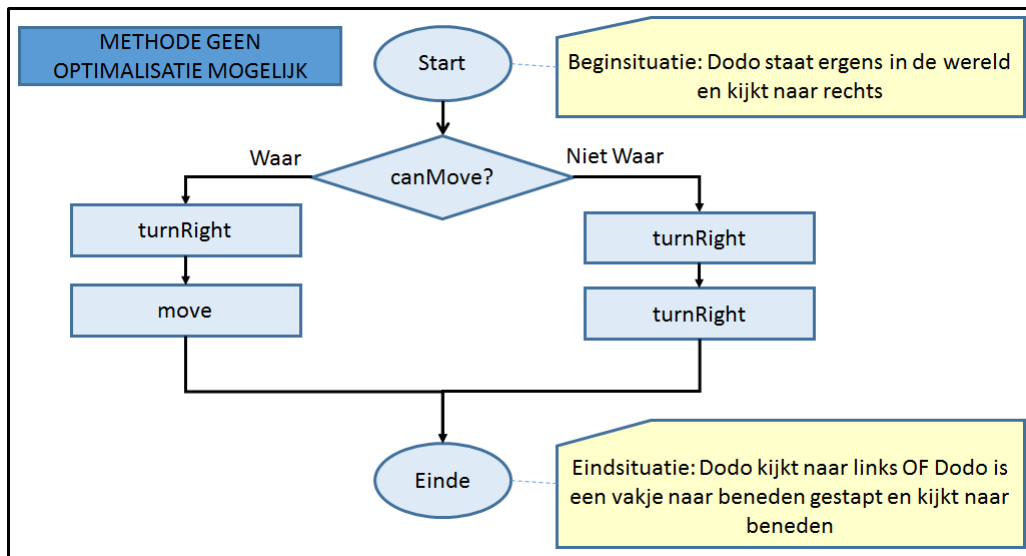 METHODE GEEN
OPTIMALISATIE MOGELIJK
Start
Beginsituatie: Dodo staat ergens in de wereld
en kijkt naar rechts
Waar
Niet Waar
canMove?
turnRight
turnRight
move
turnRight
Einde
Eindsituatie: Dodo kijkt naar links OF Dodo is
een vakje naar beneden gestapt en kijkt naar
beneden